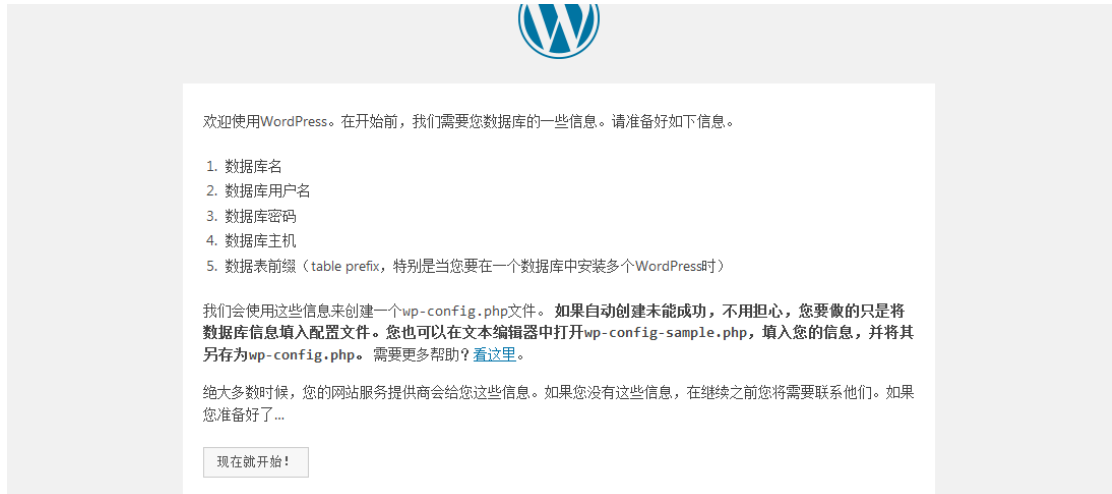 欢迎使用WordPress。在开始前，我们需要您数据库的一些信息。请准备好如下信息。
1. 数据库名
2. 数据库用户名
3. 数据库密码
4. 数据库主机
5. 数据表前缀（table prefix，特别是当您要在一个数据库中安装多个WordPress时）
我们会使用这些信息来创建一个wp-config.php文件。 如果自动创建未能成功，不用担心，您要做的只是将
数据库信息填入配置文件。您也可以在文本编辑器中打开wp-config-sample.php，填入您的信息，并将其
另存为wp-config.php。 需要更多帮助？看这里。
绝大多数时候，您的网站服务提供商会给您这些信息。如果您没有这些信息，在继续之前您将需要联系他们。如果
您准备好了...
现在就开始！